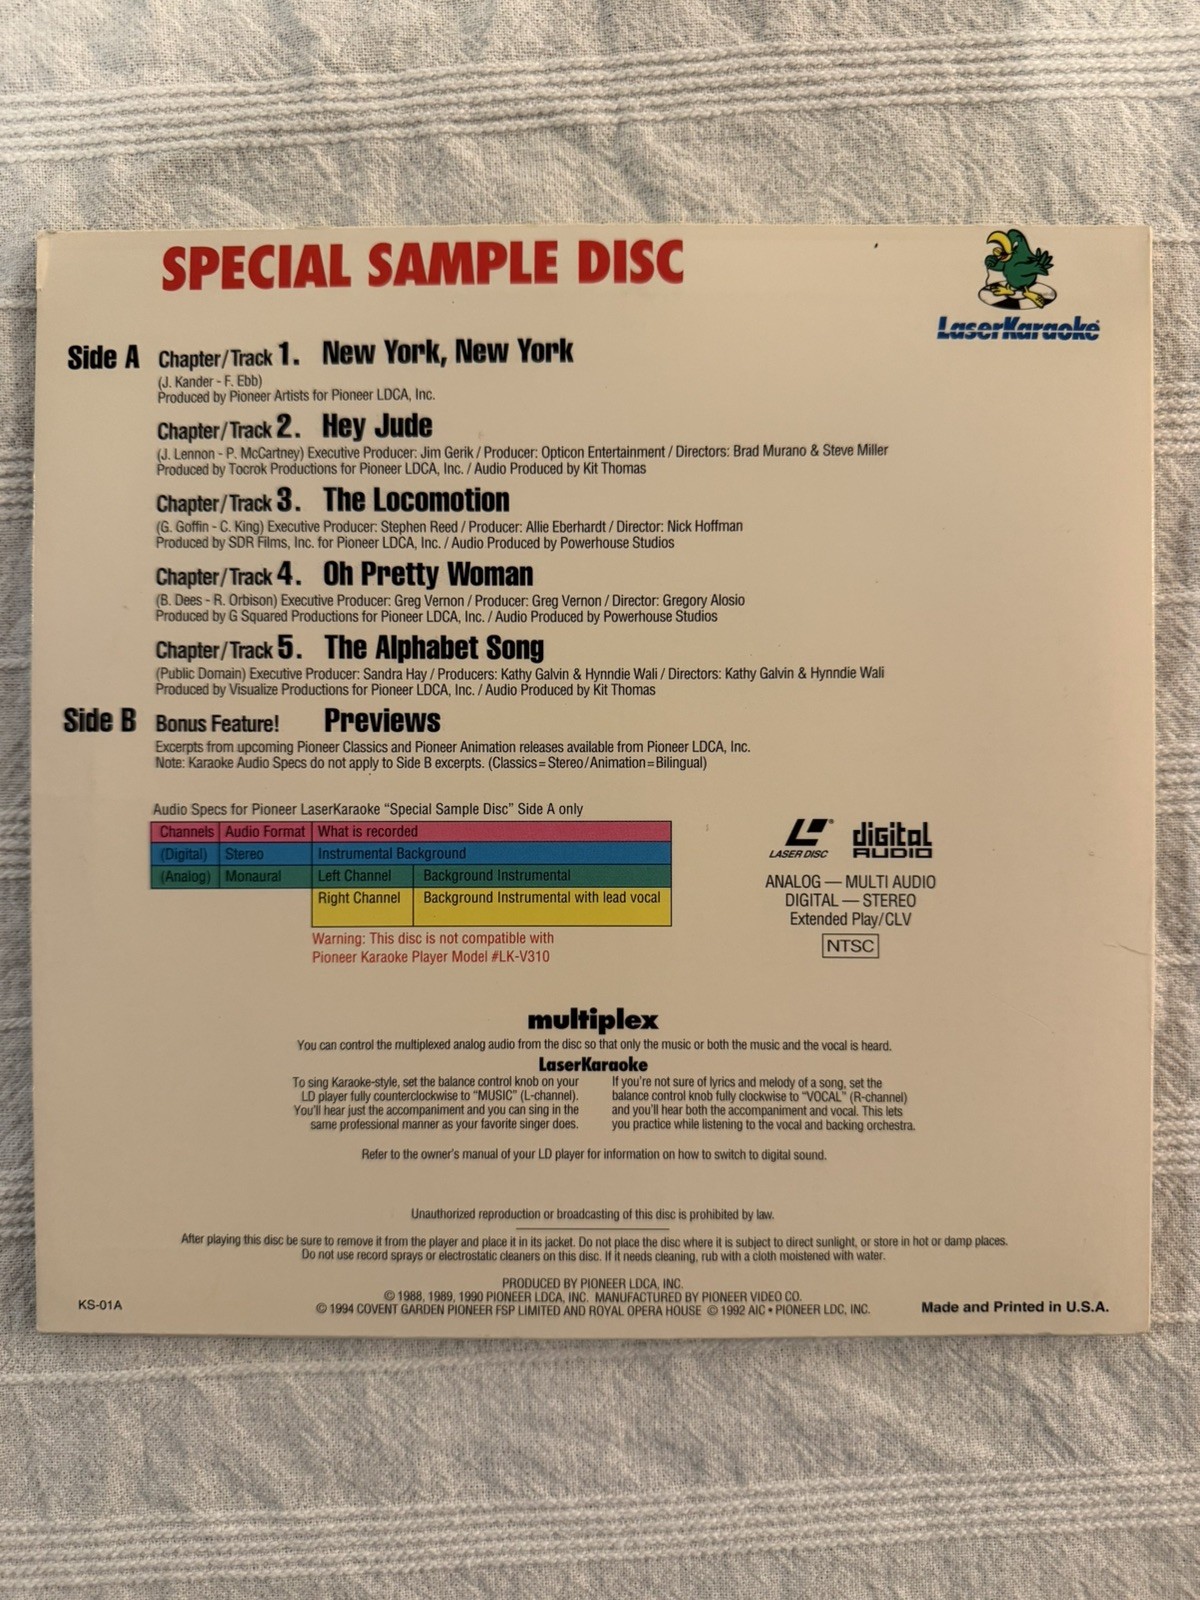 SPECIAL SAMPLE DISC
LaserKaraoke®
Side A Chapter/Track 1. New York, New York
(J. Kander - F. Ebb)
Produced by Pioneer Artists for Pioneer LDCA, Inc.
Chapter/Track 2. Hey Jude
(J. Lennon - P. McCartney) Executive Producer: Jim Gerik / Producer: Opticon Entertainment / Directors: Brad Murano & Steve Miller
Produced by Tocrok Productions for Pioneer LDCA, Inc. / Audio Produced by Kit Thomas
Chapter/Track 3. The Locomotion
(G. Goffin - C. King) Executive Producer: Stephen Reed / Producer: Allie Eberhardt / Director: Nick Hoffman
Produced by SDR Films, Inc. for Pioneer LDCA, Inc. / Audio Produced by Powerhouse Studios
Chapter/Track 4. Oh Pretty Woman
(B. Dees - R. Orbison) Executive Producer: Greg Vernon / Producer: Greg Vernon / Director: Gregory Alosio
Produced by G Squared Productions for Pioneer LDCA, Inc. / Audio Produced by Powerhouse Studios
Chapter/Track 5. The Alphabet Song
(Public Domain) Executive Producer: Sandra Hay / Producers: Kathy Galvin & Hynndie Wali / Directors: Kathy Galvin & Hynndie Wali
Produced by Visualize Productions for Pioneer LDCA, Inc. / Audio Produced by Kit Thomas
Side B Bonus Feature! Previews
Excerpts from upcoming Pioneer Classics and Pioneer Animation releases available from Pioneer LDCA, Inc.
Note: Karaoke Audio Specs do not apply to Side B excerpts. (Classics=Stereo/Animation=Bilingual)
Audio Specs for Pioneer LaserKaraoke "Special Sample Disc" Side A only
Channels Audio Format What is recorded
(Digital) Stereo Instrumental Background
(Analog) Monaural Left Channel Background Instrumental
Right Channel Background Instrumental with lead vocal
Warning: This disc is not compatible with
Pioneer Karaoke Player Model #LK-V310
LASER DISC
digital
AUDIO
ANALOG — MULTI AUDIO
DIGITAL — STEREO
Extended Play/CLV
NTSC
multiplex
You can control the multiplexed analog audio from the disc so that only the music or both the music and the vocal is heard.
LaserKaraoke
To sing Karaoke-style, set the balance control knob on your
LD player fully counterclockwise to "MUSIC" (L-channel).
You'll hear just the accompaniment and you can sing in the
same professional manner as your favorite singer does.
If you're not sure of lyrics and melody of a song, set the
balance control knob fully clockwise to "VOCAL" (R-channel)
and you'll hear both the accompaniment and vocal. This lets
you practice while listening to the vocal and backing orchestra.
Refer to the owner's manual of your LD player for information on how to switch to digital sound.
Unauthorized reproduction or broadcasting of this disc is prohibited by law.
After playing this disc be sure to remove it from the player and place it in its jacket. Do not place the disc where it is subject to direct sunlight, or store in hot or damp places.
Do not use record sprays or electrostatic cleaners on this disc. If it needs cleaning, rub with a cloth moistened with water.
PRODUCED BY PIONEER LDCA, INC.
© 1988, 1989, 1990 PIONEER LDCA, INC. MANUFACTURED BY PIONEER VIDEO CO.
© 1994 COVENT GARDEN PIONEER FSP LIMITED AND ROYAL OPERA HOUSE © 1992 AIC • PIONEER LDC, INC.
KS-01A
Made and Printed in U.S.A.